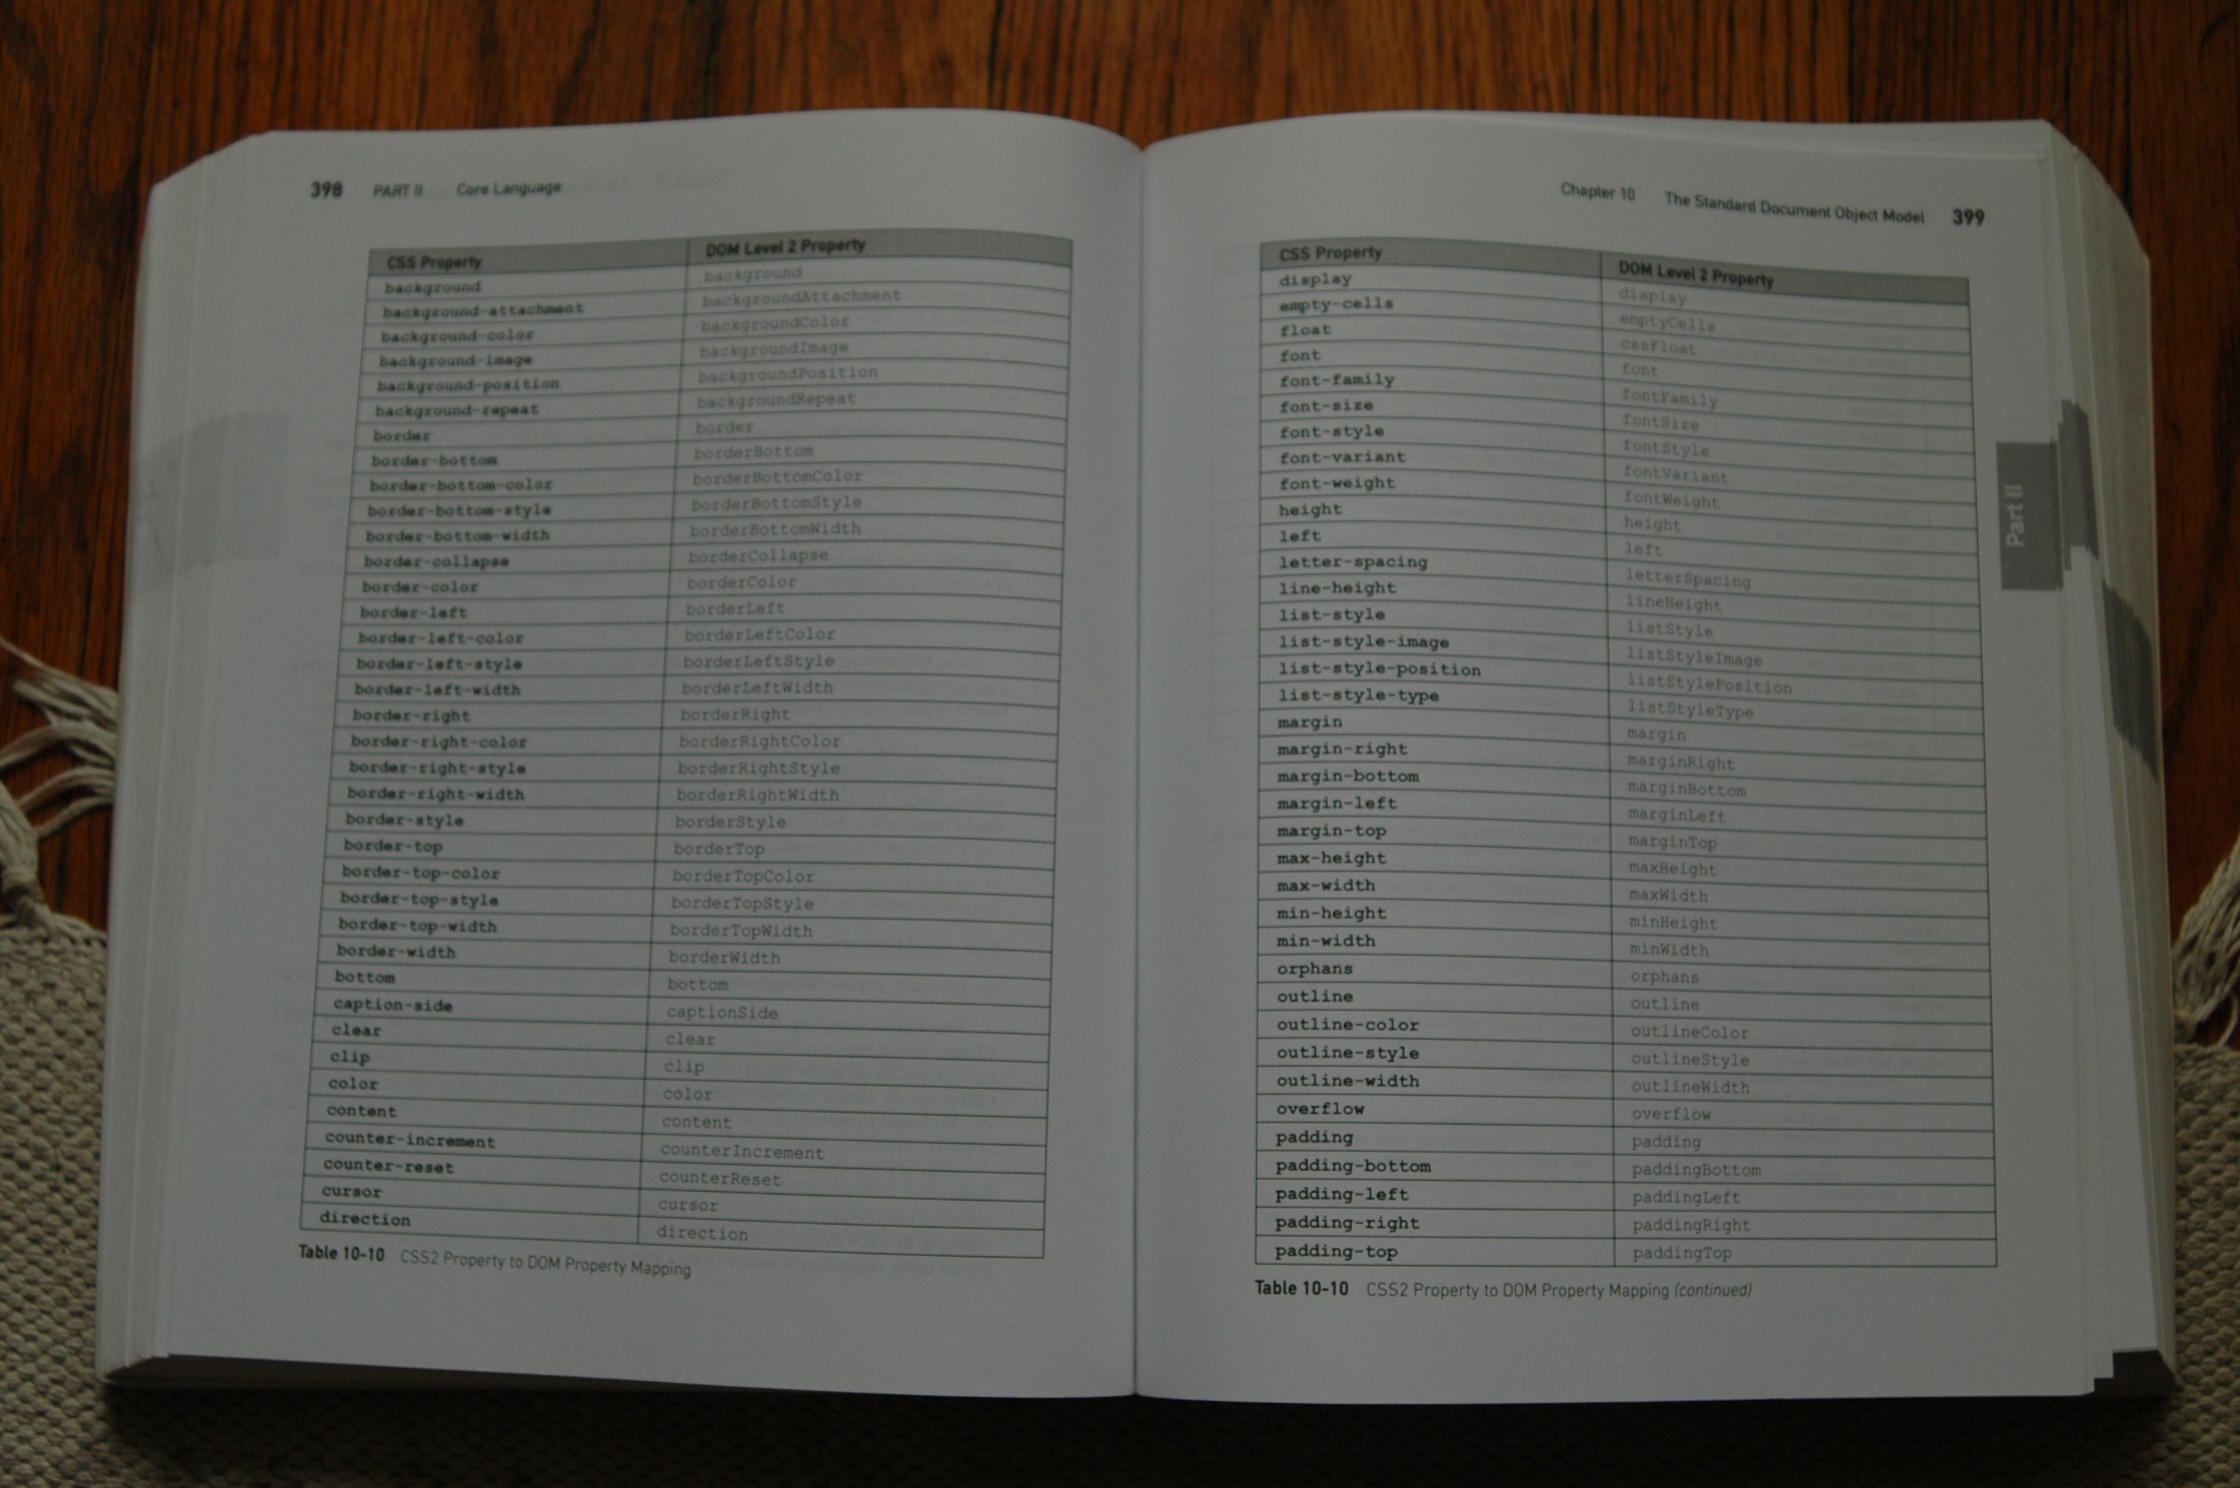 398 PART II Core Language
CSS Property DOM Level 2 Property
background background
background-attachment backgroundAttachment
background-color backgroundColor
background-image backgroundImage
background-position backgroundPosition
background-repeat backgroundRepeat
border border
border-bottom borderBottom
border-bottom-color borderBottomColor
border-bottom-style borderBottomStyle
border-bottom-width borderBottomWidth
border-collapse borderCollapse
border-color borderColor
border-left borderLeft
border-left-color borderLeftColor
border-left-style borderLeftStyle
border-left-width borderLeftWidth
border-right borderRight
border-right-color borderRightColor
border-right-style borderRightStyle
border-right-width borderRightWidth
border-style borderStyle
border-top borderTop
border-top-color borderTopColor
border-top-style borderTopStyle
border-top-width borderTopWidth
border-width borderWidth
bottom bottom
caption-side captionSide
clear clear
clip clip
color color
content content
counter-increment counterIncrement
counter-reset counterReset
cursor cursor
direction direction
Table 10-10 CSS2 Property to DOM Property Mapping
Chapter 10 The Standard Document Object Model 399
CSS Property DOM Level 2 Property
display display
empty-cells emptyCells
float cssFloat
font font
font-family fontFamily
font-size fontSize
font-style fontStyle
font-variant fontVariant
font-weight fontWeight
height height
left left
letter-spacing letterSpacing
line-height lineHeight
list-style listStyle
list-style-image listStyleImage
list-style-position listStylePosition
list-style-type listStyleType
margin margin
margin-right marginRight
margin-bottom marginBottom
margin-left marginLeft
margin-top marginTop
max-height maxHeight
max-width maxWidth
min-height minHeight
min-width minWidth
orphans orphans
outline outline
outline-color outlineColor
outline-style outlineStyle
outline-width outlineWidth
overflow overflow
padding padding
padding-bottom paddingBottom
padding-left paddingLeft
padding-right paddingRight
padding-top paddingTop
Table 10-10 CSS2 Property to DOM Property Mapping (continued)
Part II